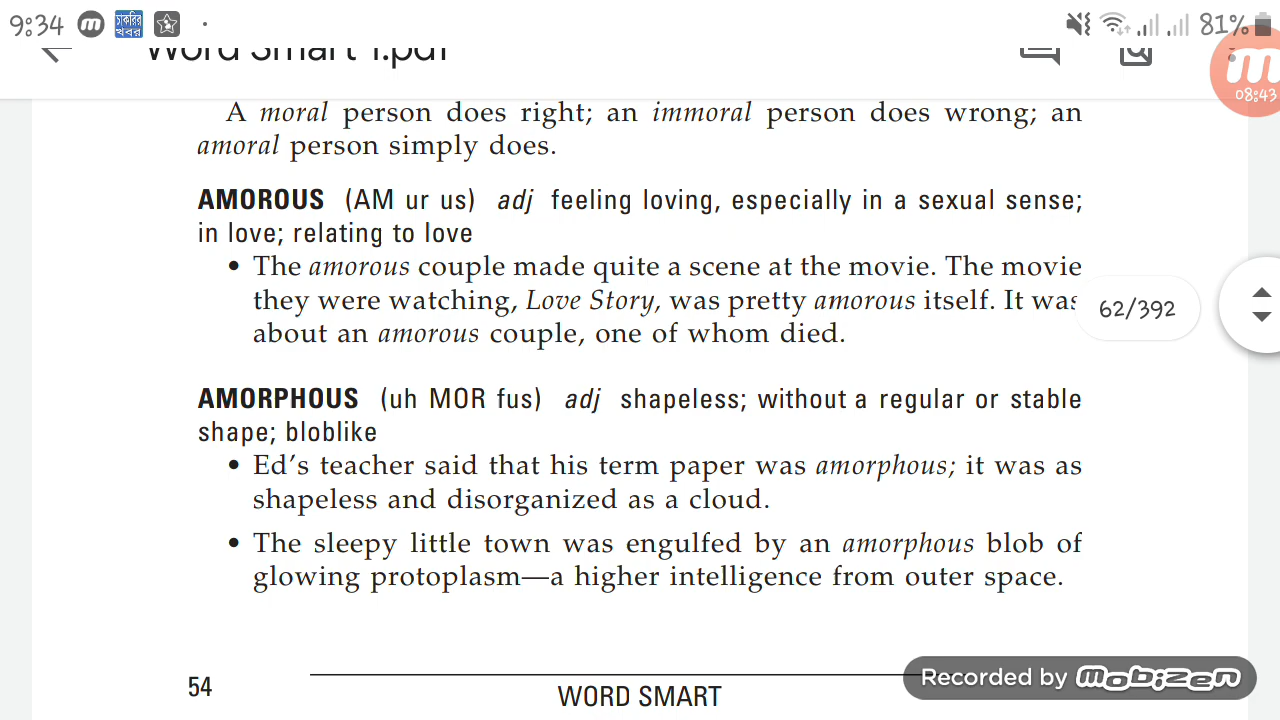 9:34 m চাকরির খবর 81%
Word Smart 1.pdf
m
08:43
A moral person does right; an immoral person does wrong; an
amoral person simply does.
AMOROUS (AM ur us) adj feeling loving, especially in a sexual sense;
in love; relating to love
• The amorous couple made quite a scene at the movie. The movie
they were watching, Love Story, was pretty amorous itself. It was
about an amorous couple, one of whom died.
62/392
AMORPHOUS (uh MOR fus) adj shapeless; without a regular or stable
shape; bloblike
• Ed’s teacher said that his term paper was amorphous; it was as
shapeless and disorganized as a cloud.
• The sleepy little town was engulfed by an amorphous blob of
glowing protoplasm—a higher intelligence from outer space.
54
WORD SMART
Recorded by mobizen